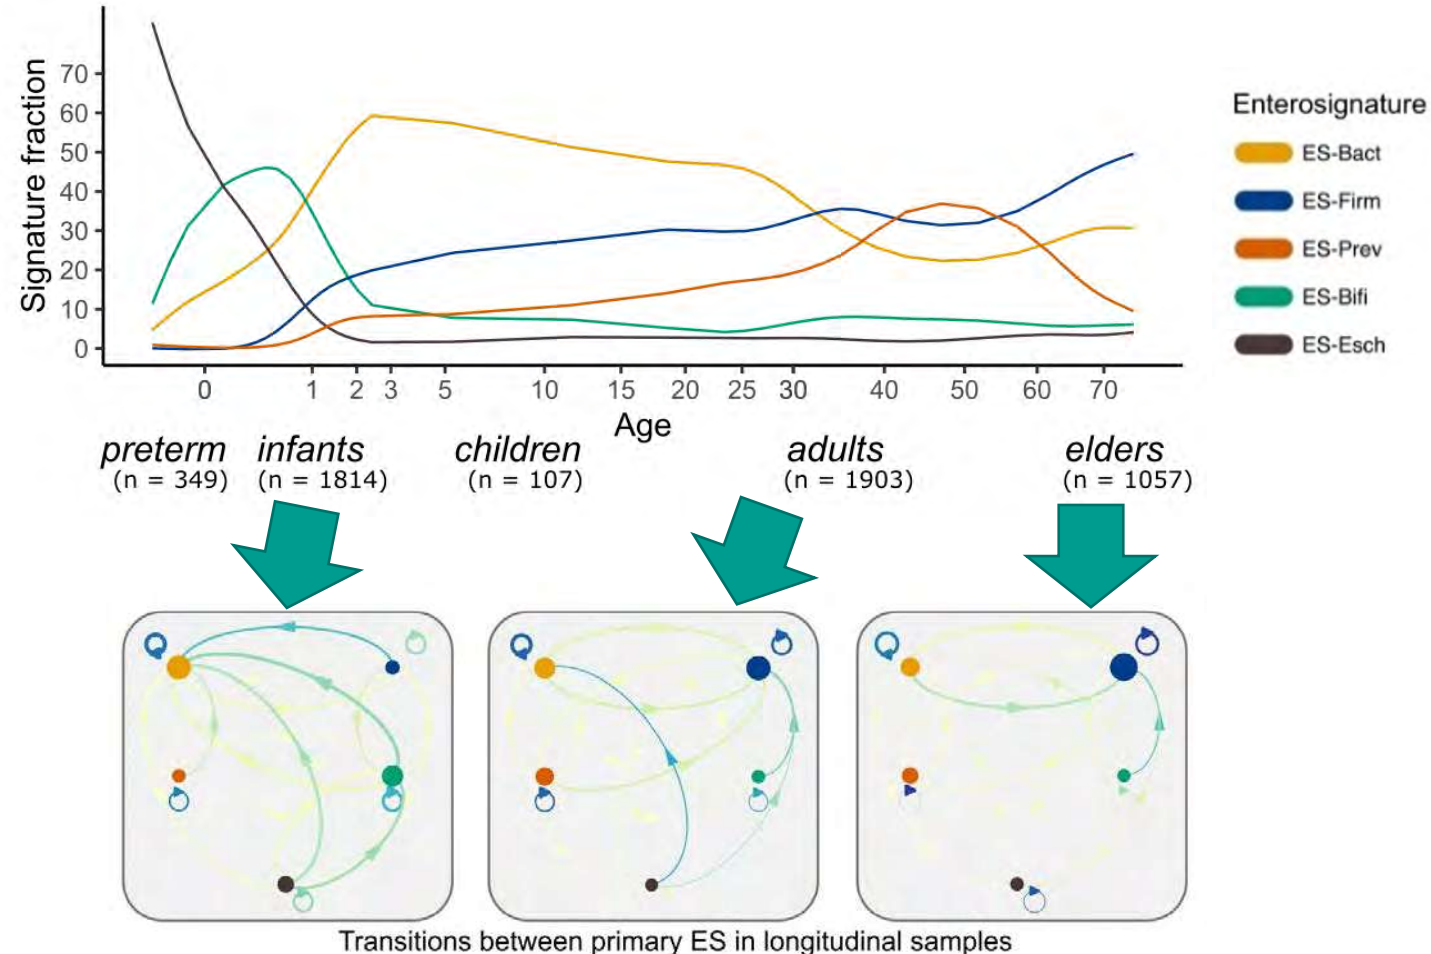 Signature fraction
70
60
50
40
30
20
10
0
0 1 2 3 5 10 15 20 25 30 40 50 60 70
Age
Enterosignature
ES-Bact
ES-Firm
ES-Prev
ES-Bifi
ES-Esch
preterm infants children adults elders
(n = 349) (n = 1814) (n = 107) (n = 1903) (n = 1057)
Transitions between primary ES in longitudinal samples